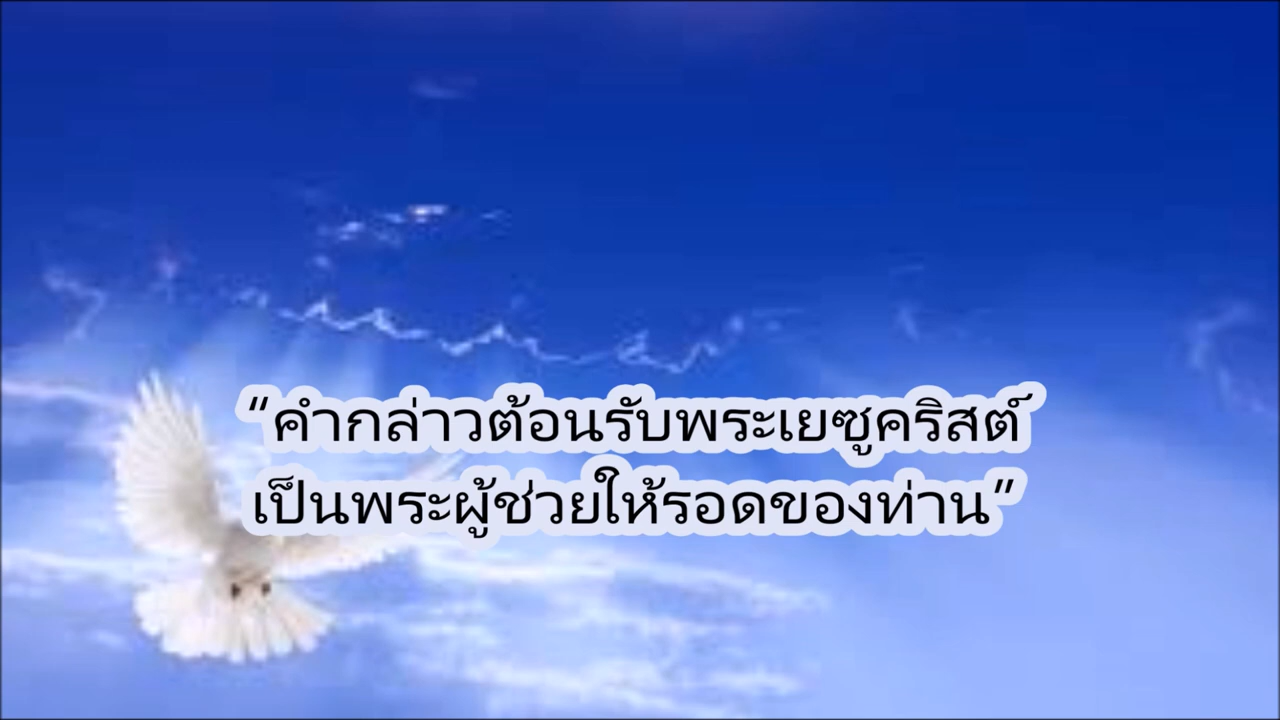 “คำกล่าวต้อนรับพระเยซูคริสต์
เป็นพระผู้ช่วยให้รอดของท่าน”